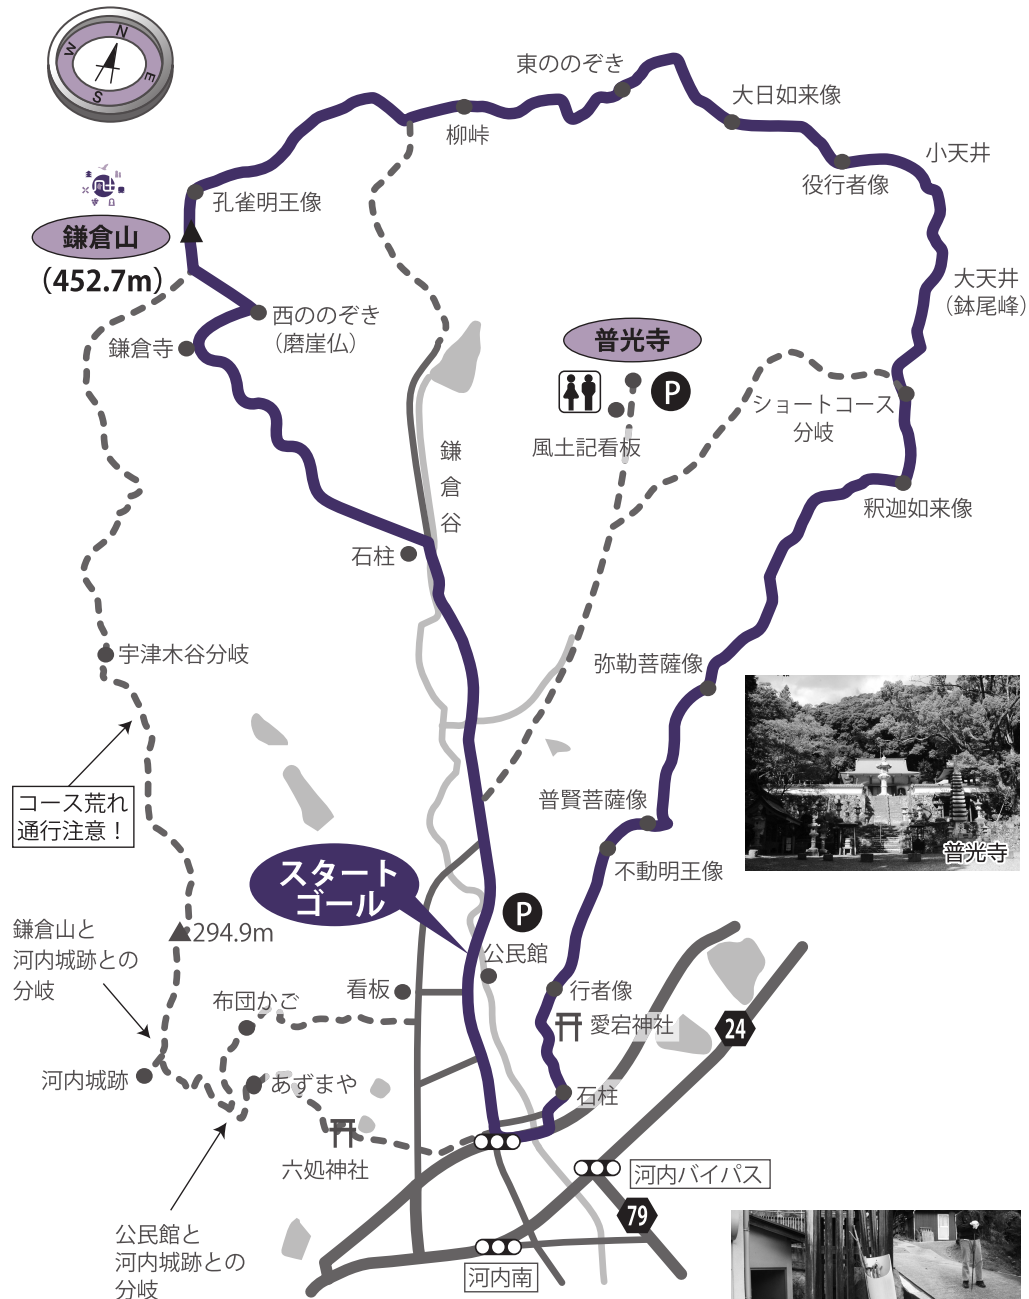 N
W
E
S
東ののぞき
大日如来像
柳峠
小天井
役行者像
孔雀明王像
鎌倉山
(452.7m)
大天井
(鉢尾峰)
西ののぞき
(磨崖仏)
鎌倉寺
普光寺
P
ショートコース
分岐
風土記看板
鎌倉谷
釈迦如来像
石柱
宇津木谷分岐
弥勒菩薩像
コース荒れ
通行注意！
普賢菩薩像
普光寺
不動明王像
スタート
ゴール
P
294.9m
鎌倉山と
河内城跡との
分岐
公民館
看板
行者像
布団かご
愛宕神社
24
河内城跡
あずまや
石柱
六処神社
河内バイパス
79
公民館と
河内城跡との
分岐
河内南